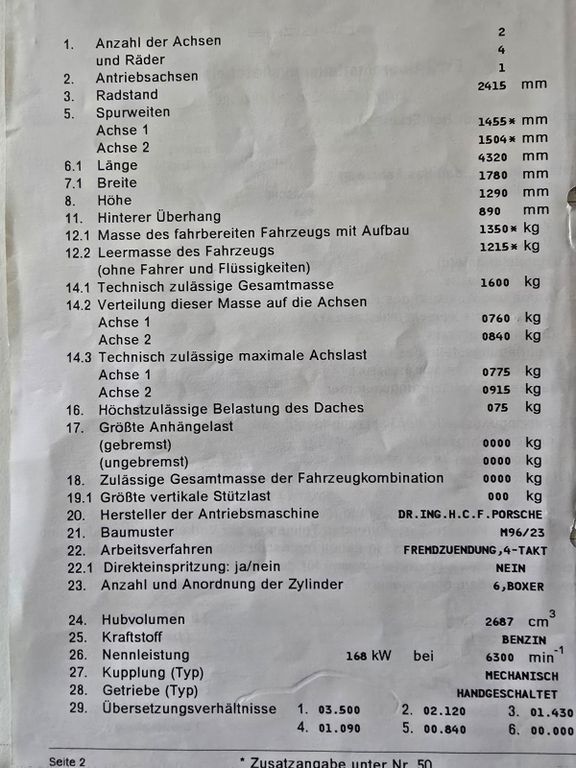 1. Anzahl der Achsen 2
und Räder 4
2. Antriebsachsen 1
3. Radstand 2415 mm
5. Spurweiten
Achse 1 1455* mm
Achse 2 1504* mm
6.1 Länge 4320 mm
7.1 Breite 1780 mm
8. Höhe 1290 mm
11. Hinterer Überhang 890 mm
12.1 Masse des fahrbereiten Fahrzeugs mit Aufbau 1350* kg
12.2 Leermasse des Fahrzeugs 1215* kg
(ohne Fahrer und Flüssigkeiten)
14.1 Technisch zulässige Gesamtmasse 1600 kg
14.2 Verteilung dieser Masse auf die Achsen
Achse 1 0760 kg
Achse 2 0840 kg
14.3 Technisch zulässige maximale Achslast
Achse 1 0775 kg
Achse 2 0915 kg
16. Höchstzulässige Belastung des Daches 075 kg
17. Größte Anhängelast
(gebremst) 0000 kg
(ungebremst) 0000 kg
18. Zulässige Gesamtmasse der Fahrzeugkombination 0000 kg
19.1 Größte vertikale Stützlast 000 kg
20. Hersteller der Antriebsmaschine DR.ING.H.C.F.PORSCHE
21. Baumuster M96/23
22. Arbeitsverfahren FREMDZUENDUNG,4-TAKT
22.1 Direkteinspritzung: ja/nein NEIN
23. Anzahl und Anordnung der Zylinder 6,BOXER
24. Hubvolumen 2687 cm³
25. Kraftstoff BENZIN
26. Nennleistung 168 kW bei 6300 min⁻¹
27. Kupplung (Typ) MECHANISCH
28. Getriebe (Typ) HANDGESCHALTET
29. Übersetzungsverhältnisse 1. 03.500 2. 02.120 3. 01.430
4. 01.090 5. 00.840 6. 00.000
Seite 2 * Zusatzangabe unter Nr. 50